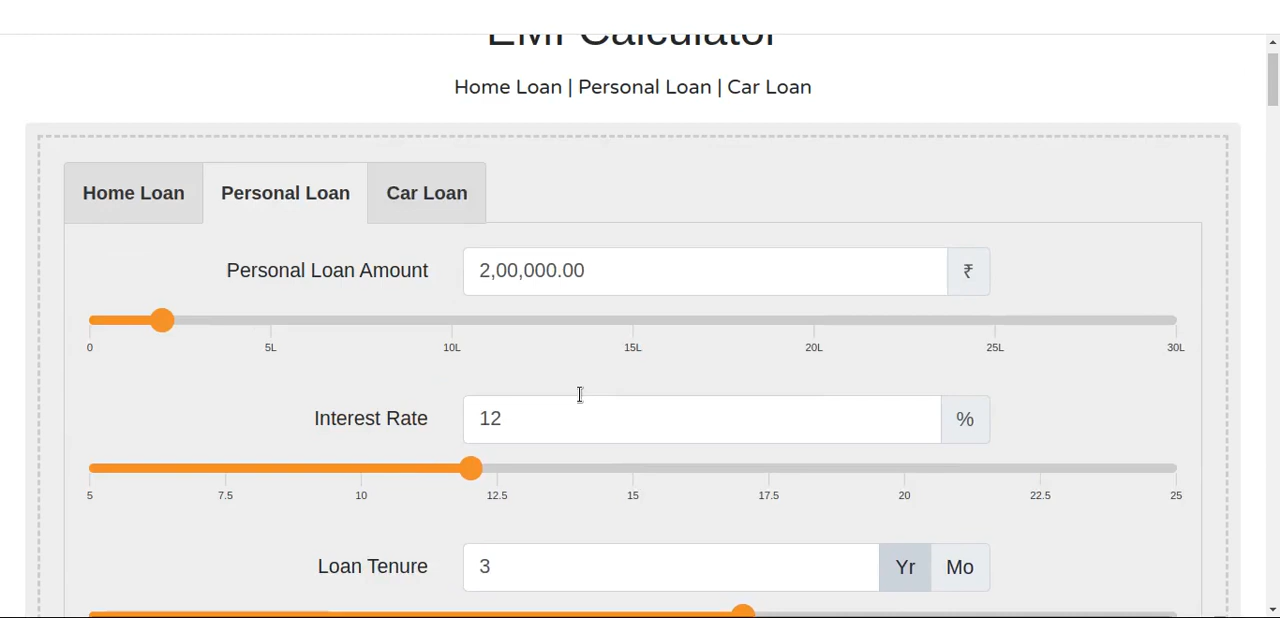 EMI Calculator
Home Loan | Personal Loan | Car Loan
Home Loan Personal Loan Car Loan
Personal Loan Amount 2,00,000.00 ₹
0 5L 10L 15L 20L 25L 30L
Interest Rate 12 %
5 7.5 10 12.5 15 17.5 20 22.5 25
Loan Tenure 3 Yr Mo